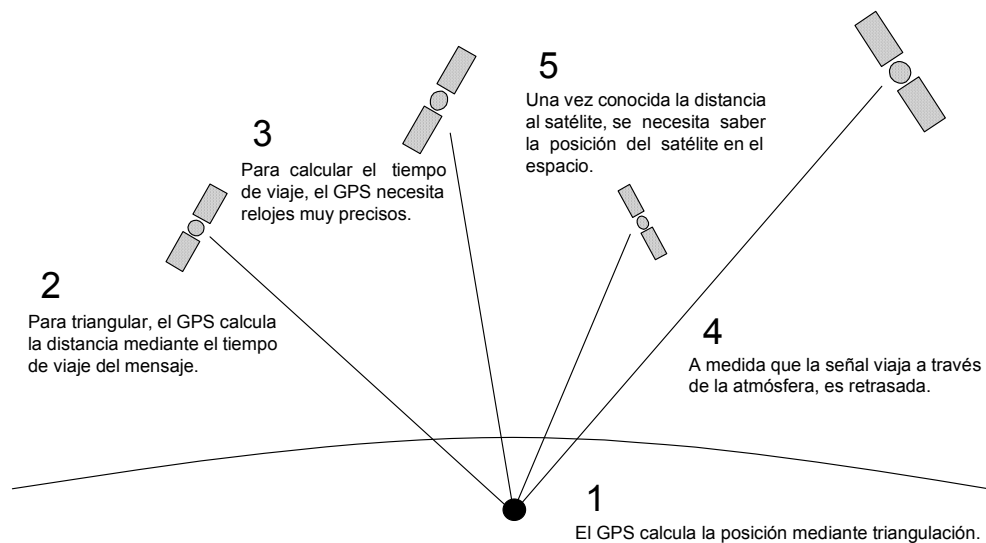 5
Una vez conocida la distancia
al satélite, se necesita saber
la posición del satélite en el
espacio.
3
Para calcular el tiempo
de viaje, el GPS necesita
relojes muy precisos.
2
Para triangular, el GPS calcula
la distancia mediante el tiempo
de viaje del mensaje.
4
A medida que la señal viaja a través
de la atmósfera, es retrasada.
1
El GPS calcula la posición mediante triangulación.